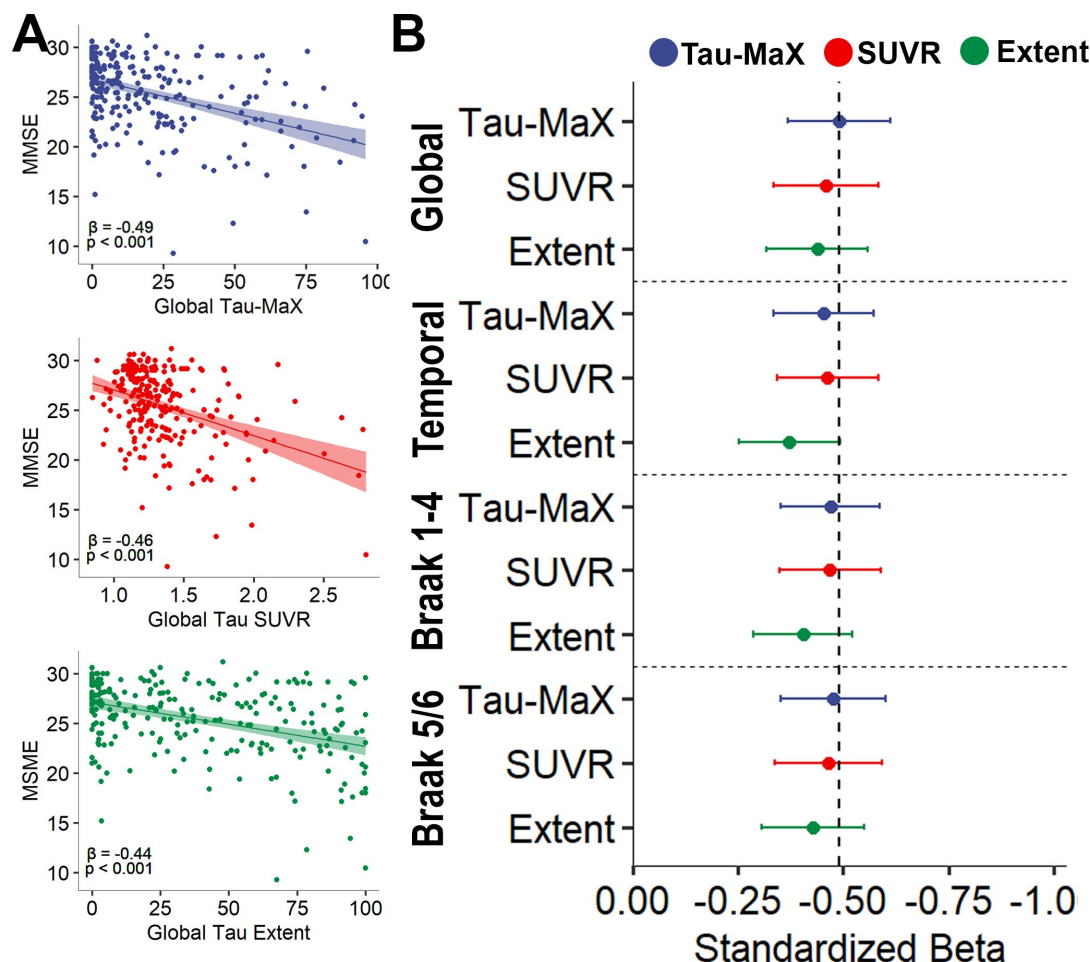 A
30
25
20
15
10
MMSE
β = -0.49
p < 0.001
0 25 50 75 100
Global Tau-MaX
30
25
20
15
10
MMSE
β = -0.46
p < 0.001
1.0 1.5 2.0 2.5
Global Tau SUVR
30
25
20
15
10
MSME
β = -0.44
p < 0.001
0 25 50 75 100
Global Tau Extent
B
Tau-MaX SUVR Extent
Global
Tau-MaX
SUVR
Extent
Temporal
Tau-MaX
SUVR
Extent
Braak 1-4
Tau-MaX
SUVR
Extent
Braak 5/6
Tau-MaX
SUVR
Extent
0.00 -0.25 -0.50 -0.75 -1.0
Standardized Beta